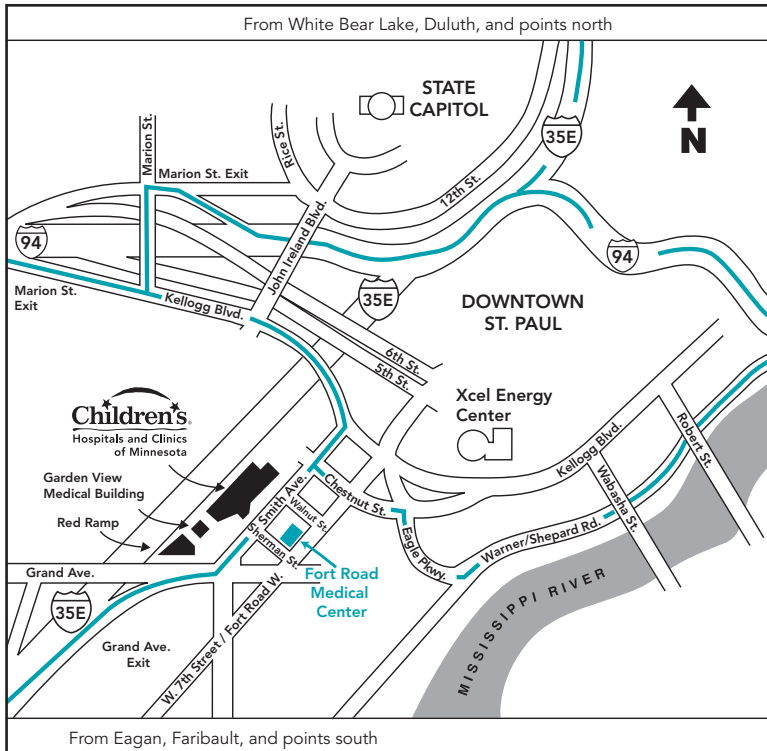 From White Bear Lake, Duluth, and points north
STATE
CAPITOL
N
35E
Marion St.
Rice St.
Marion St. Exit
12th St.
John Ireland Blvd.
94
94
35E
Marion St.
Exit
Kellogg Blvd.
DOWNTOWN
ST. PAUL
6th St.
5th St.
Xcel Energy
Center
Children's
Hospitals and Clinics
of Minnesota
Kellogg Blvd.
Robert St.
Wabasha St.
Garden View
Medical Building
Red Ramp
Smith Ave.
Chestnut St.
Walnut St.
Sherman St.
Eagle Pkwy.
Warner/Shepard Rd.
Fort Road
Medical
Center
Grand Ave.
35E
Grand Ave.
Exit
W. 7th Street / Fort Road W.
MISSISSIPPI RIVER
From Eagan, Faribault, and points south